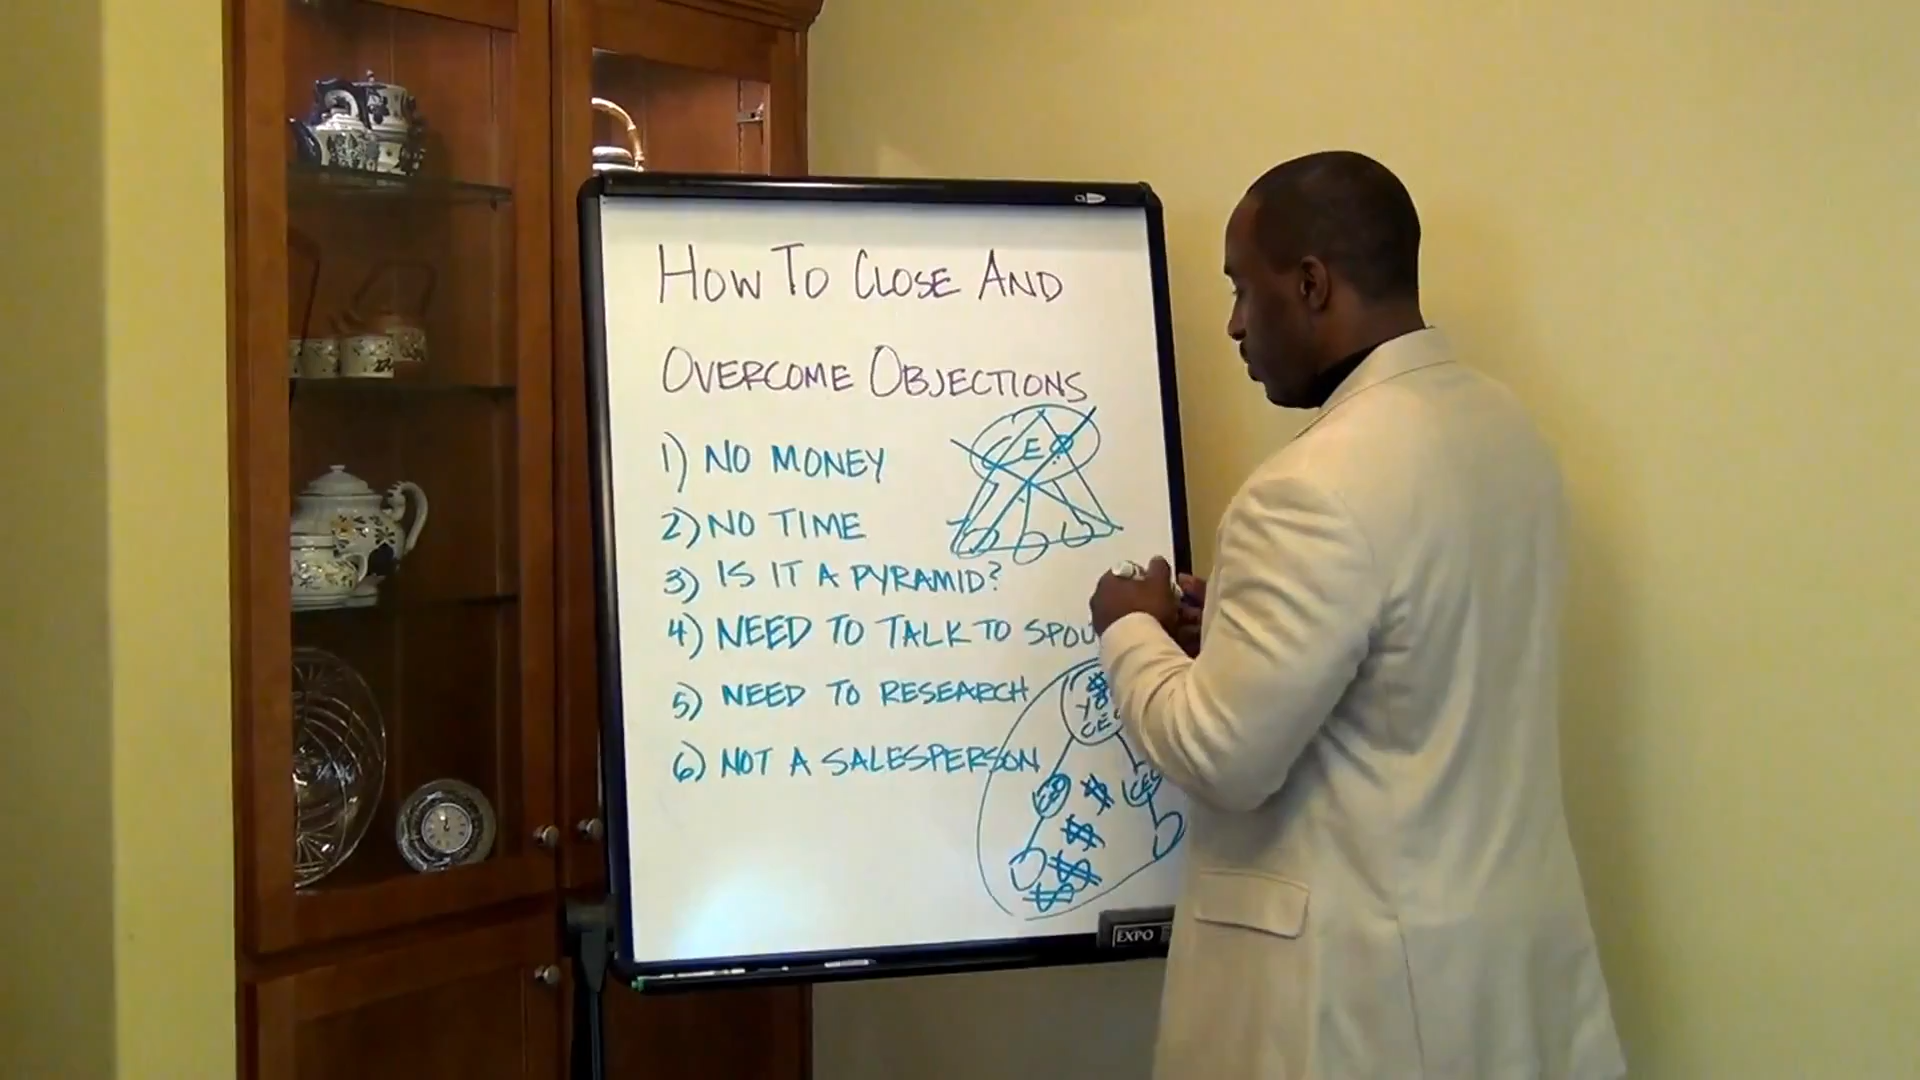 HOW TO CLOSE AND
OVERCOME OBJECTIONS
1) NO MONEY
CEO
2) NO TIME
3) IS IT A PYRAMID?
4) NEED TO TALK TO SPOU
5) NEED TO RESEARCH
6) NOT A SALESPERSON
EXPO